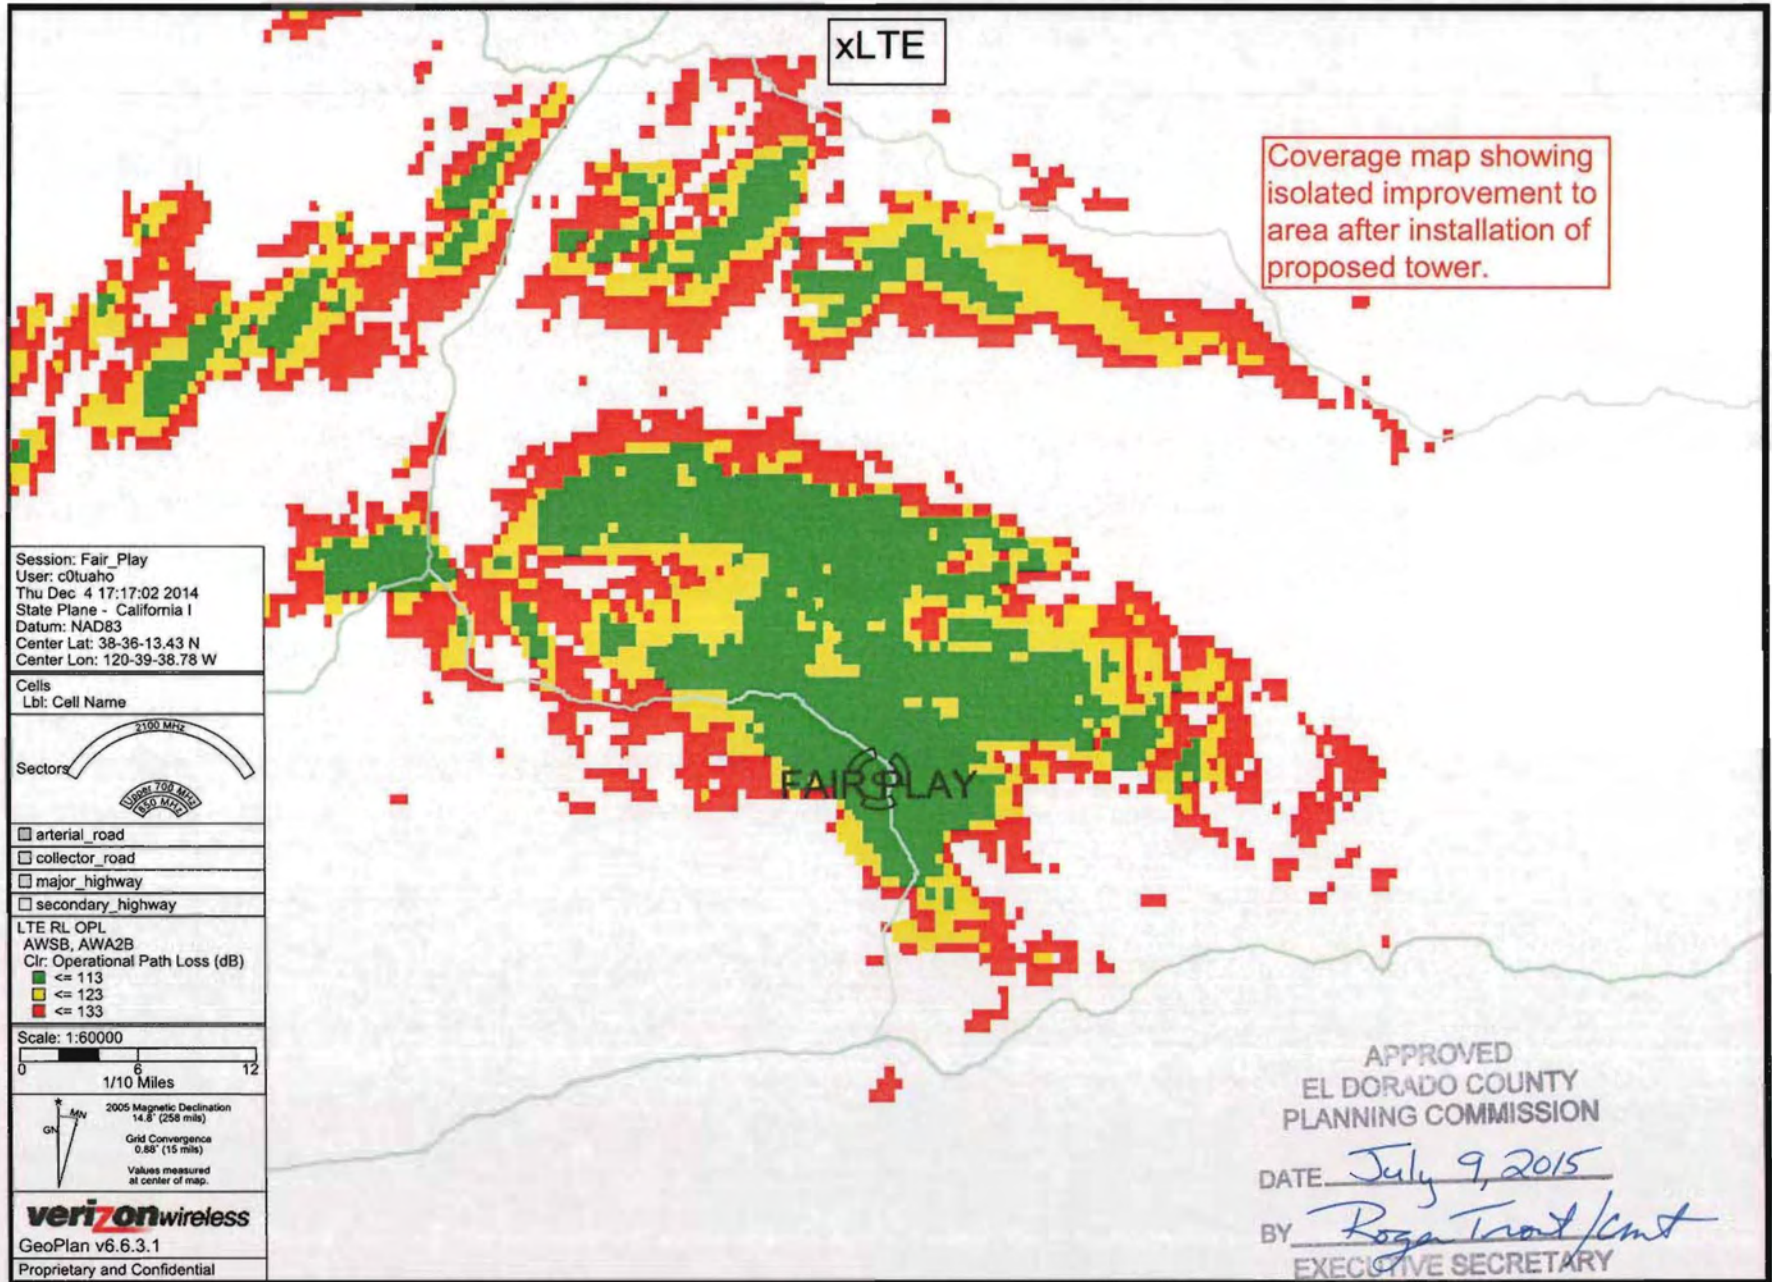 xLTE
Coverage map showing
isolated improvement to
area after installation of
proposed tower.
Session: Fair_Play
User: c0tuaho
Thu Dec 4 17:17:02 2014
State Plane - California I
Datum: NAD83
Center Lat: 38-36-13.43 N
Center Lon: 120-39-38.78 W
Cells
Lbl: Cell Name
2100 MHz
Sectors
Upper 700 MHz
850 MHz
arterial_road
collector_road
major_highway
secondary_highway
LTE RL OPL
AWSB, AWA2B
Clr: Operational Path Loss (dB)
<= 113
<= 123
<= 133
Scale: 1:60000
0 6 12
1/10 Miles
GN MN
2005 Magnetic Declination
14.8° (258 mils)
Grid Convergence
0.88° (15 mils)
Values measured
at center of map.
verizonwireless
GeoPlan v6.6.3.1
Proprietary and Confidential
FAIR PLAY
APPROVED
EL DORADO COUNTY
PLANNING COMMISSION
DATE July 9, 2015
BY Roger Trout/cmt
EXECUTIVE SECRETARY